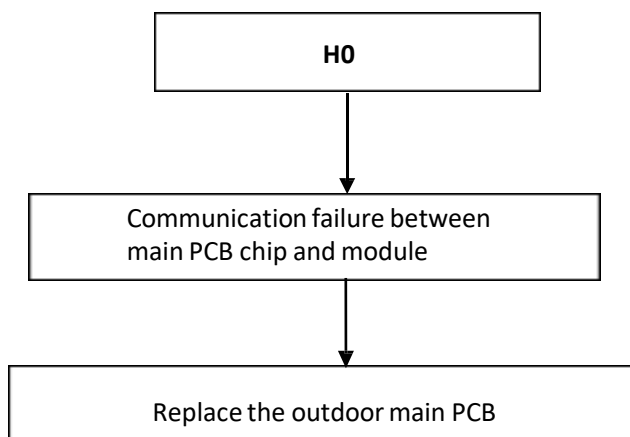 H0
Communication failure between
main PCB chip and module
Replace the outdoor main PCB